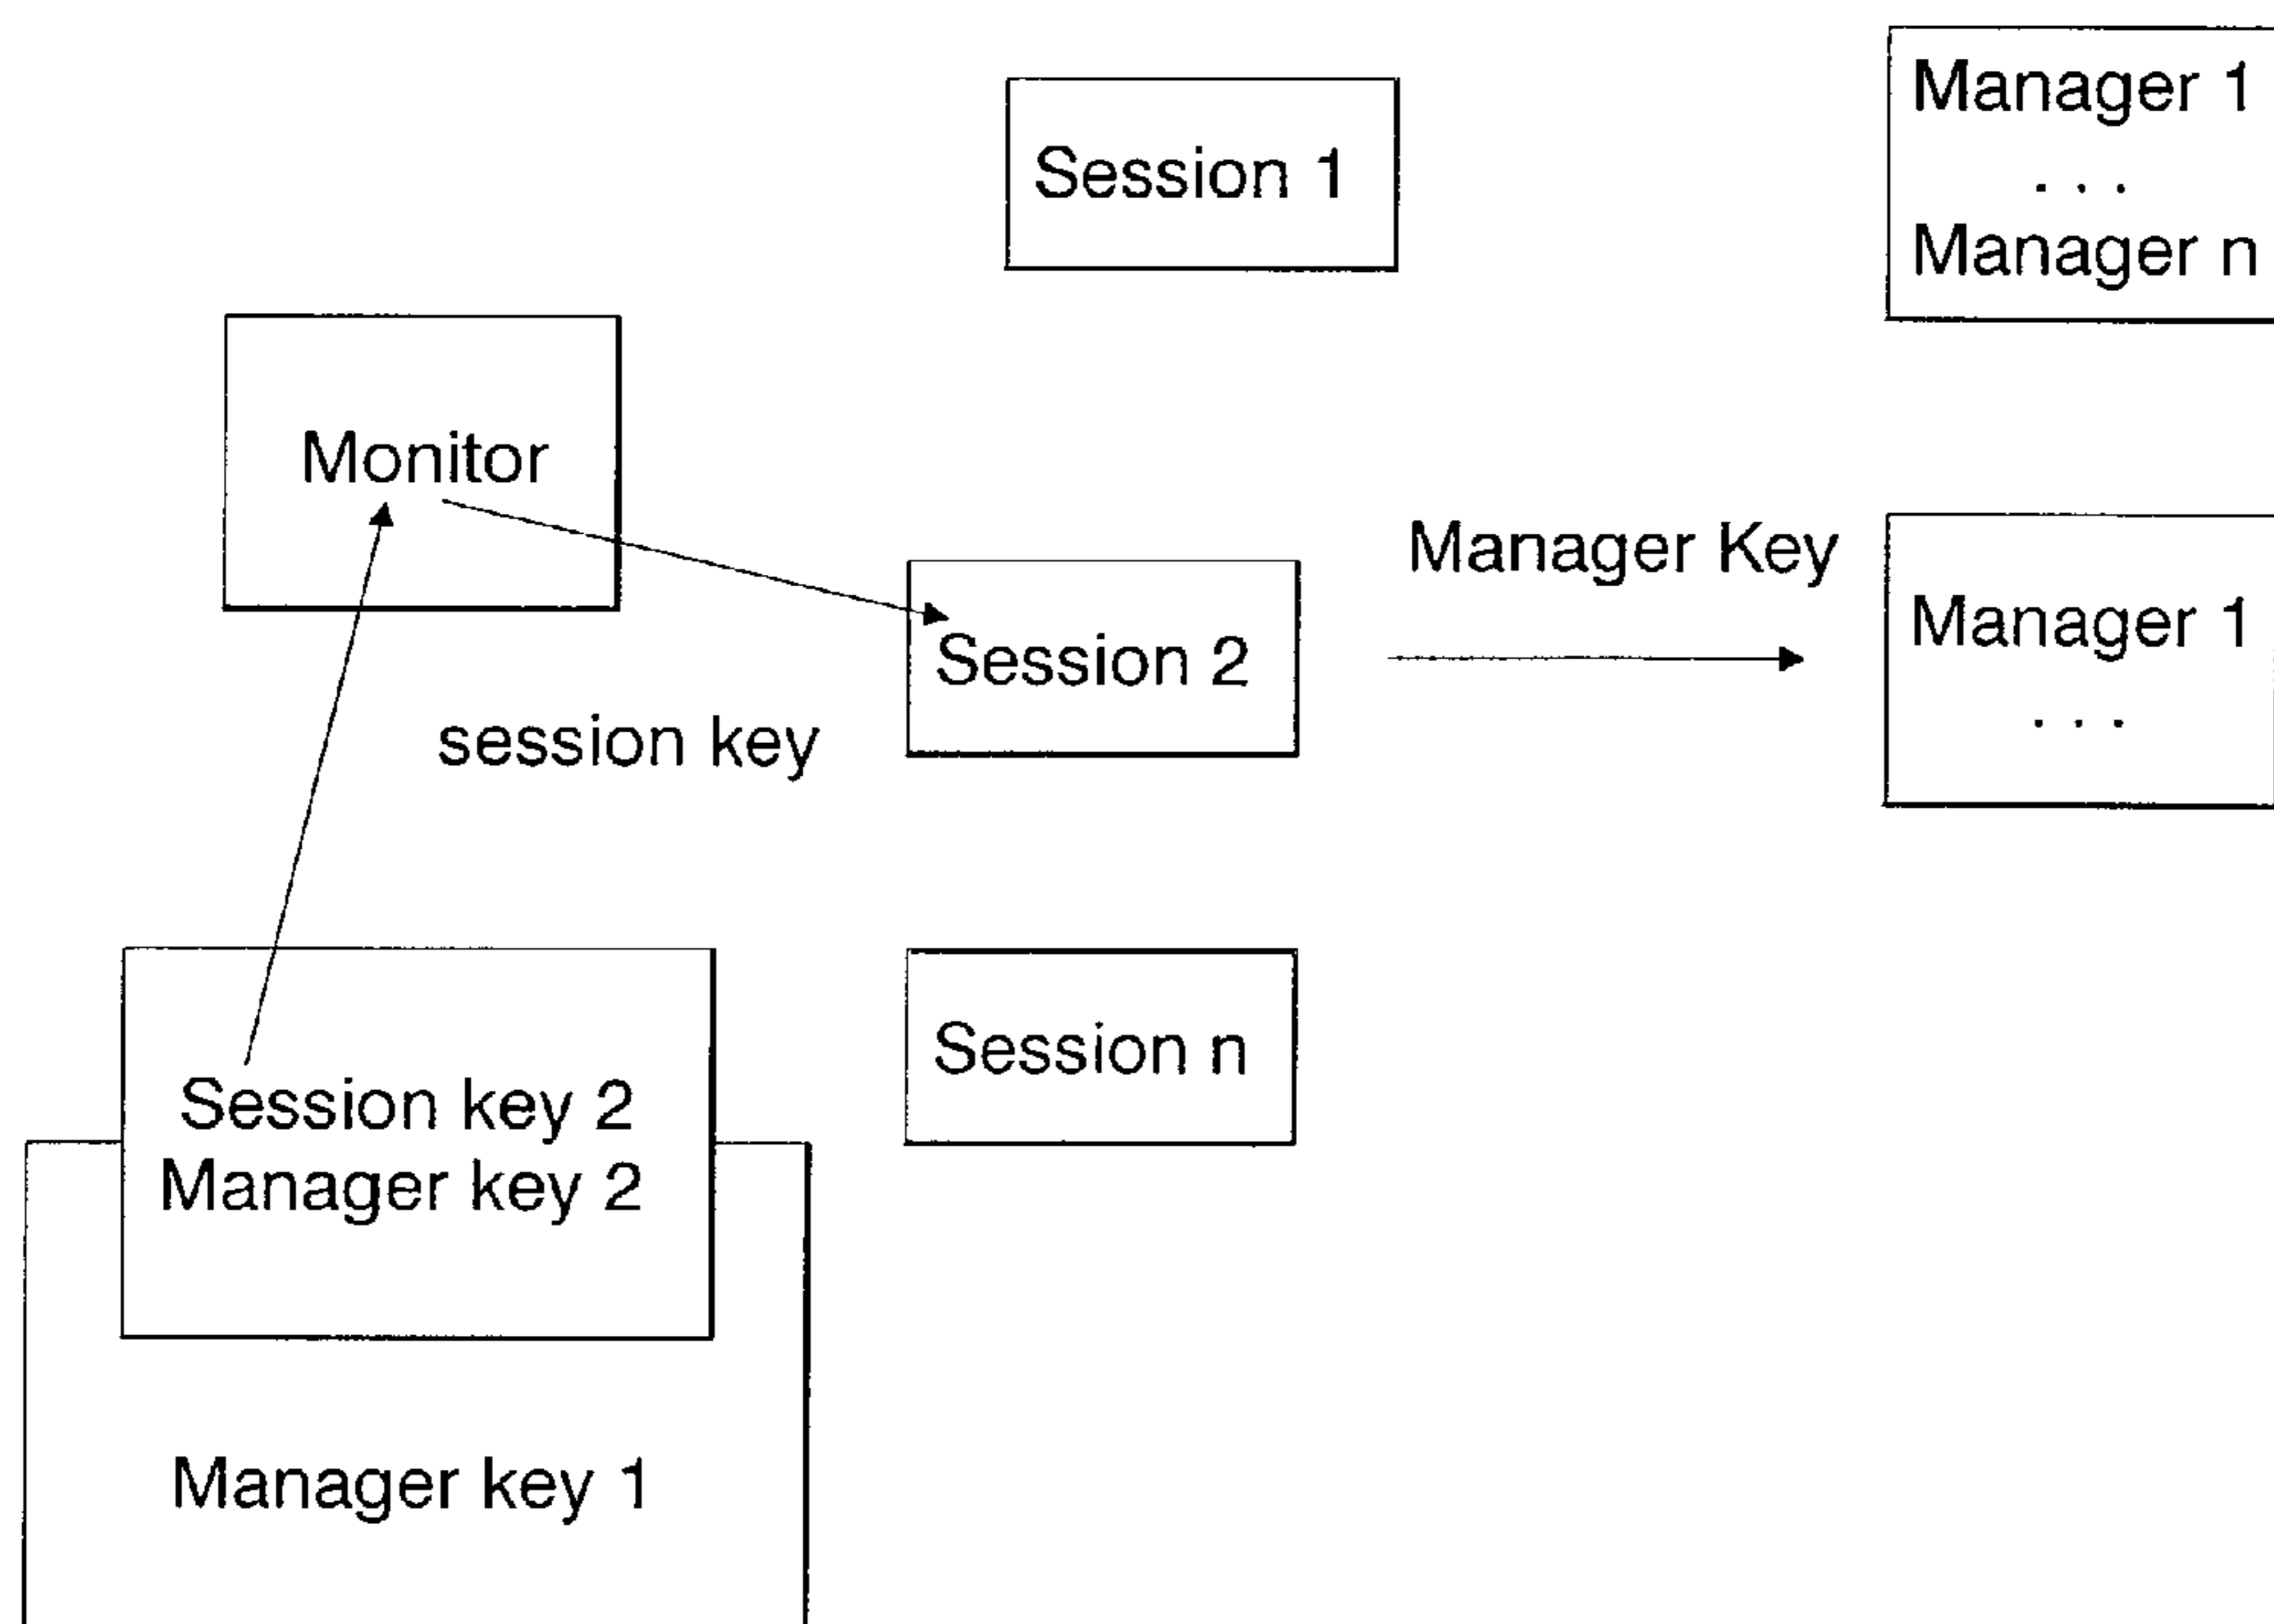 Manager 1
Session 1
. . .
Manager n
Monitor
Manager Key
Manager 1
Session 2
session key
. . .
Session n
Session key 2
Manager key 2
Manager key 1